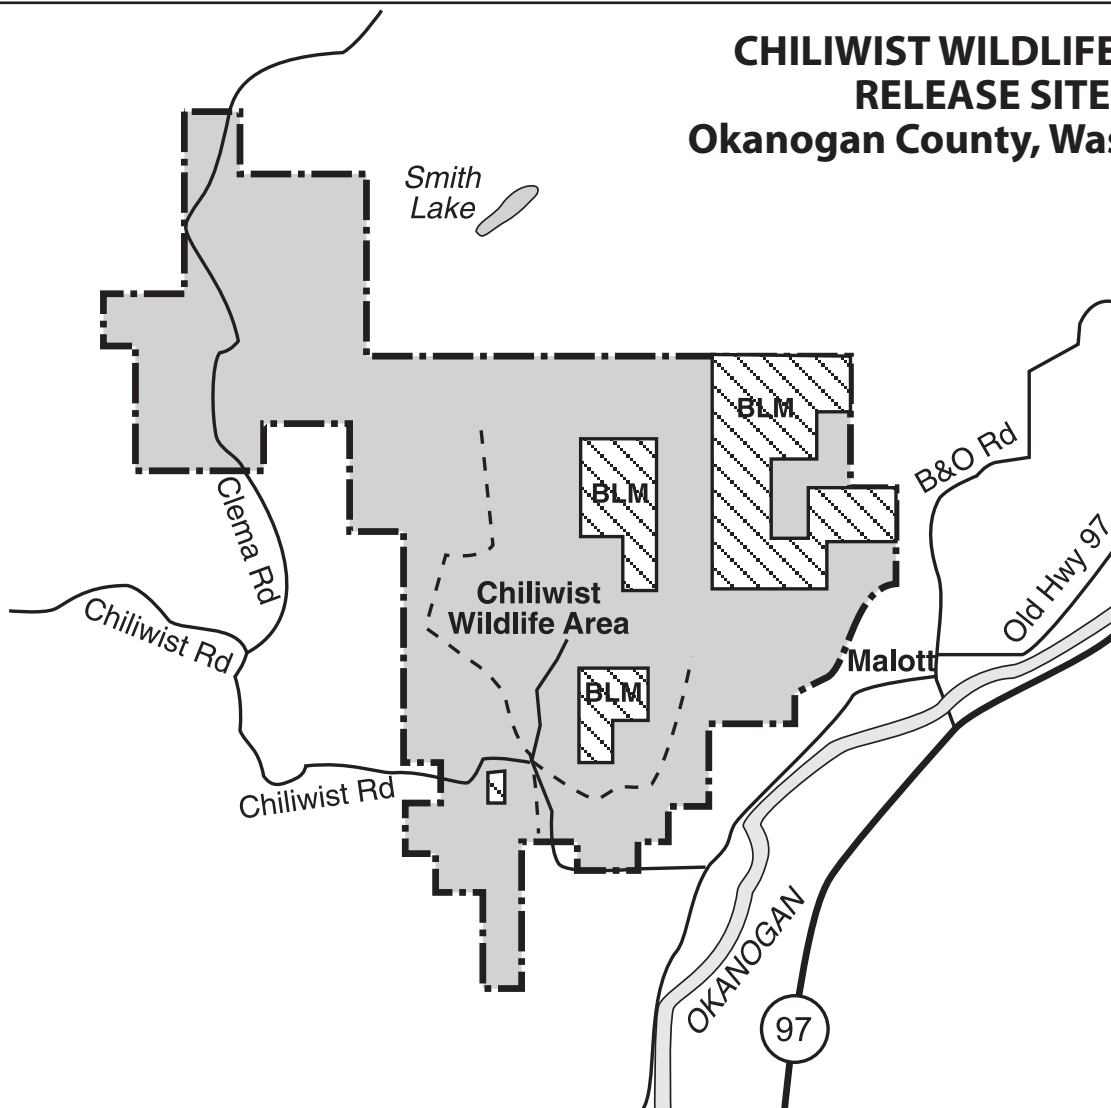 CHILIWIST WILDLIFE
RELEASE SITE
Okanogan County, Was
Smith
Lake
BLM
BLM
B&O Rd
Clema Rd
Old Hwy 97
Chiliwist
Wildlife Area
Chiliwist Rd
Malott
BLM
Chiliwist Rd
OKANOGAN
97